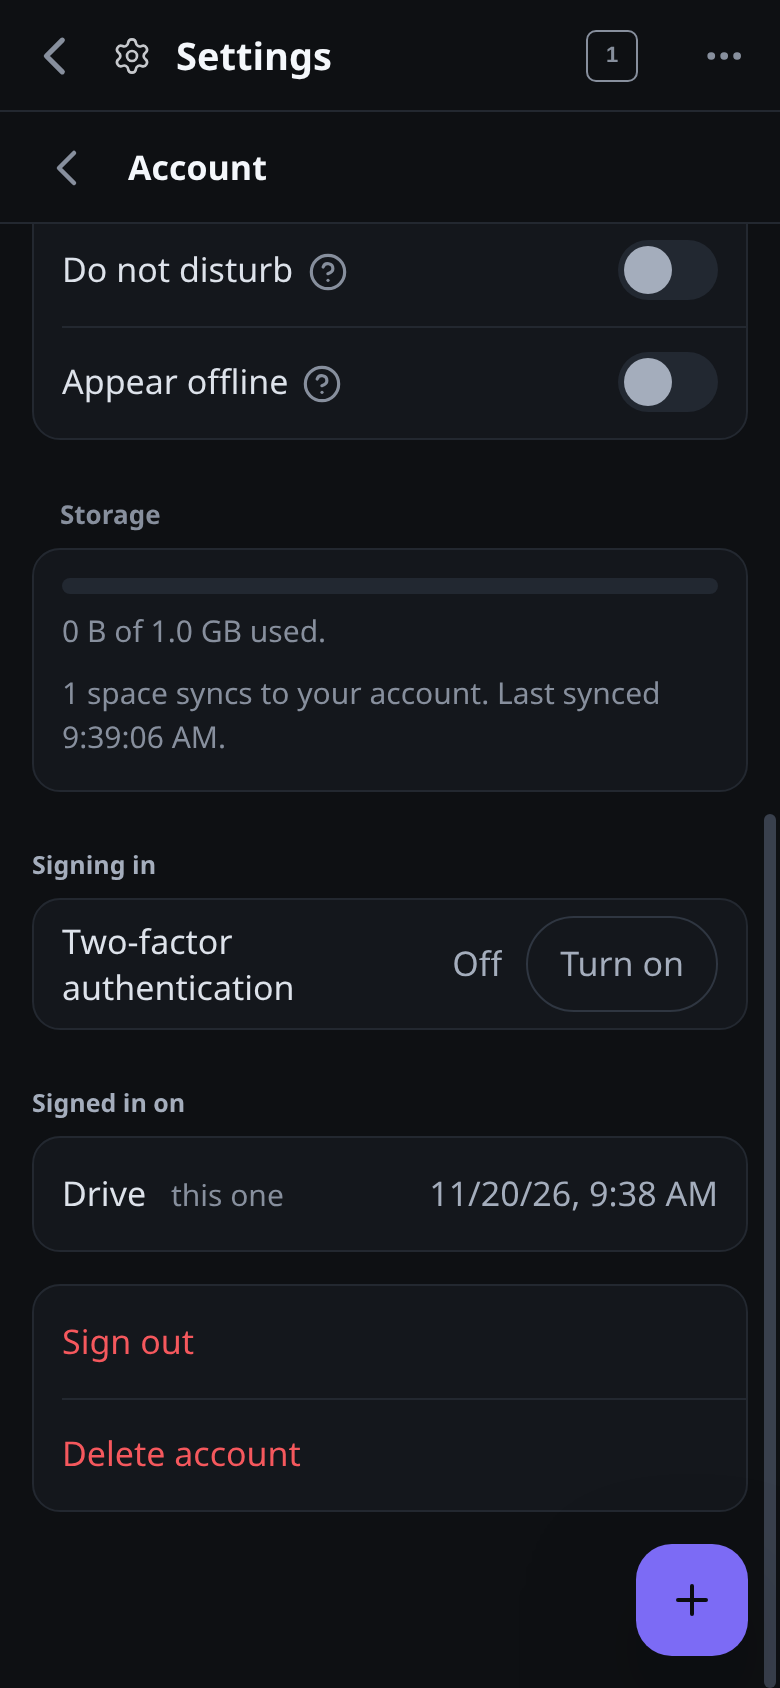 Settings
1
Account
Do not disturb
Appear offline
Storage
0 B of 1.0 GB used.
1 space syncs to your account. Last synced
9:39:06 AM.
Signing in
Two-factor
authentication
Off
Turn on
Signed in on
Drive this one 11/20/26, 9:38 AM
Sign out
Delete account